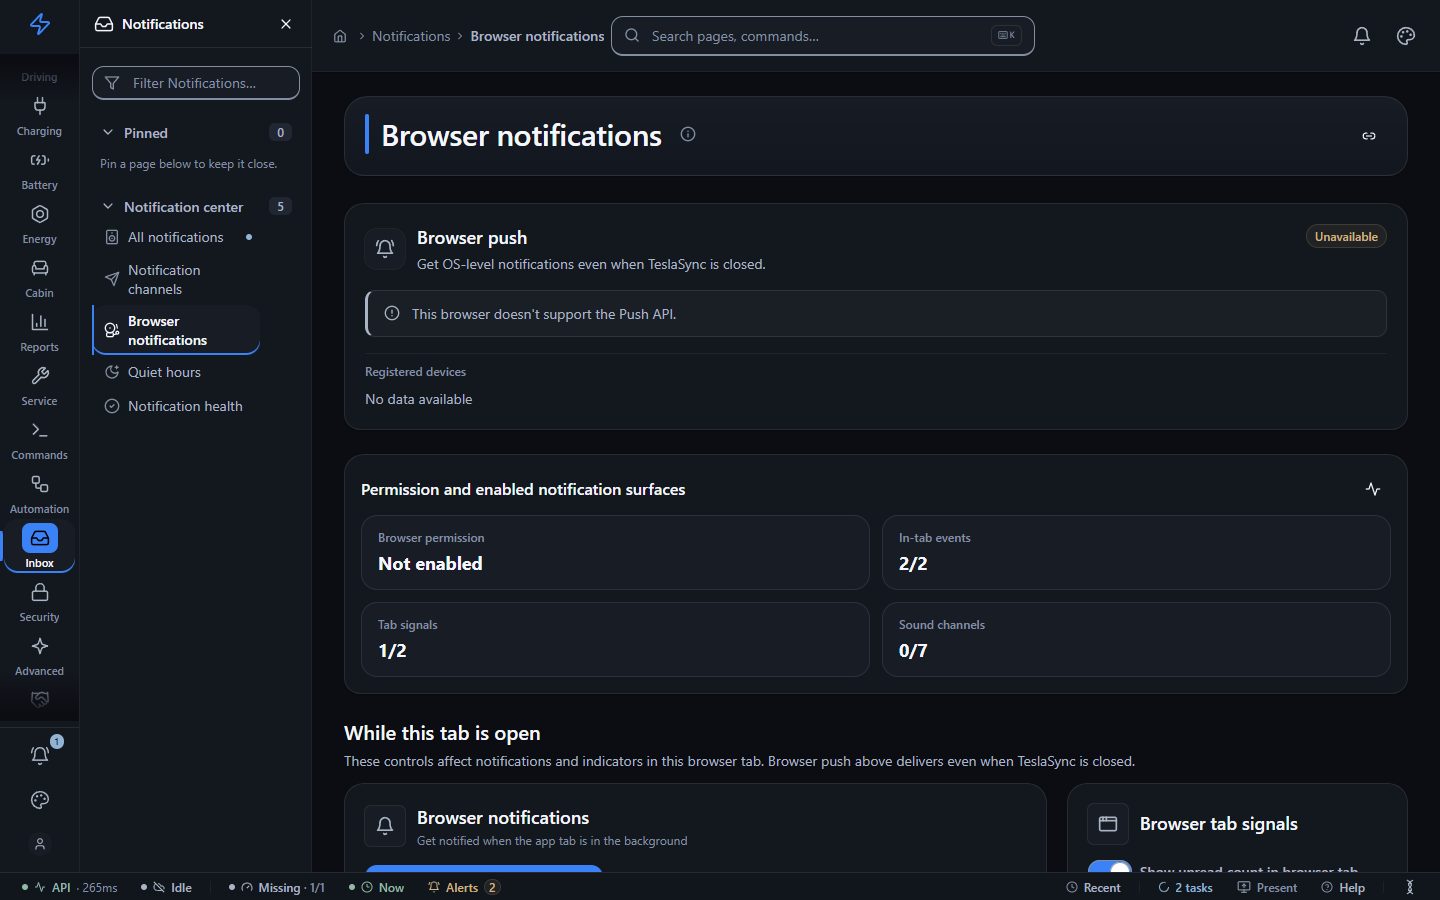 Notifications
Notifications
Browser notifications
Search pages, commands...
K
Driving
Charging
Battery
Energy
Cabin
Reports
Service
Commands
Automation
Inbox
Security
Advanced
1
Filter Notifications...
Pinned
0
Pin a page below to keep it close.
Notification center
5
All notifications
Notification
channels
Browser
notifications
Quiet hours
Notification health
Browser notifications
Browser push
Unavailable
Get OS-level notifications even when TeslaSync is closed.
This browser doesn't support the Push API.
Registered devices
No data available
Permission and enabled notification surfaces
Browser permission
Not enabled
In-tab events
2/2
Tab signals
1/2
Sound channels
0/7
While this tab is open
These controls affect notifications and indicators in this browser tab. Browser push above delivers even when TeslaSync is closed.
Browser notifications
Get notified when the app tab is in the background
Browser tab signals
Show unread count in browser tab
API · 265ms
Idle
Missing · 1/1
Now
Alerts 2
Recent
2 tasks
Present
Help